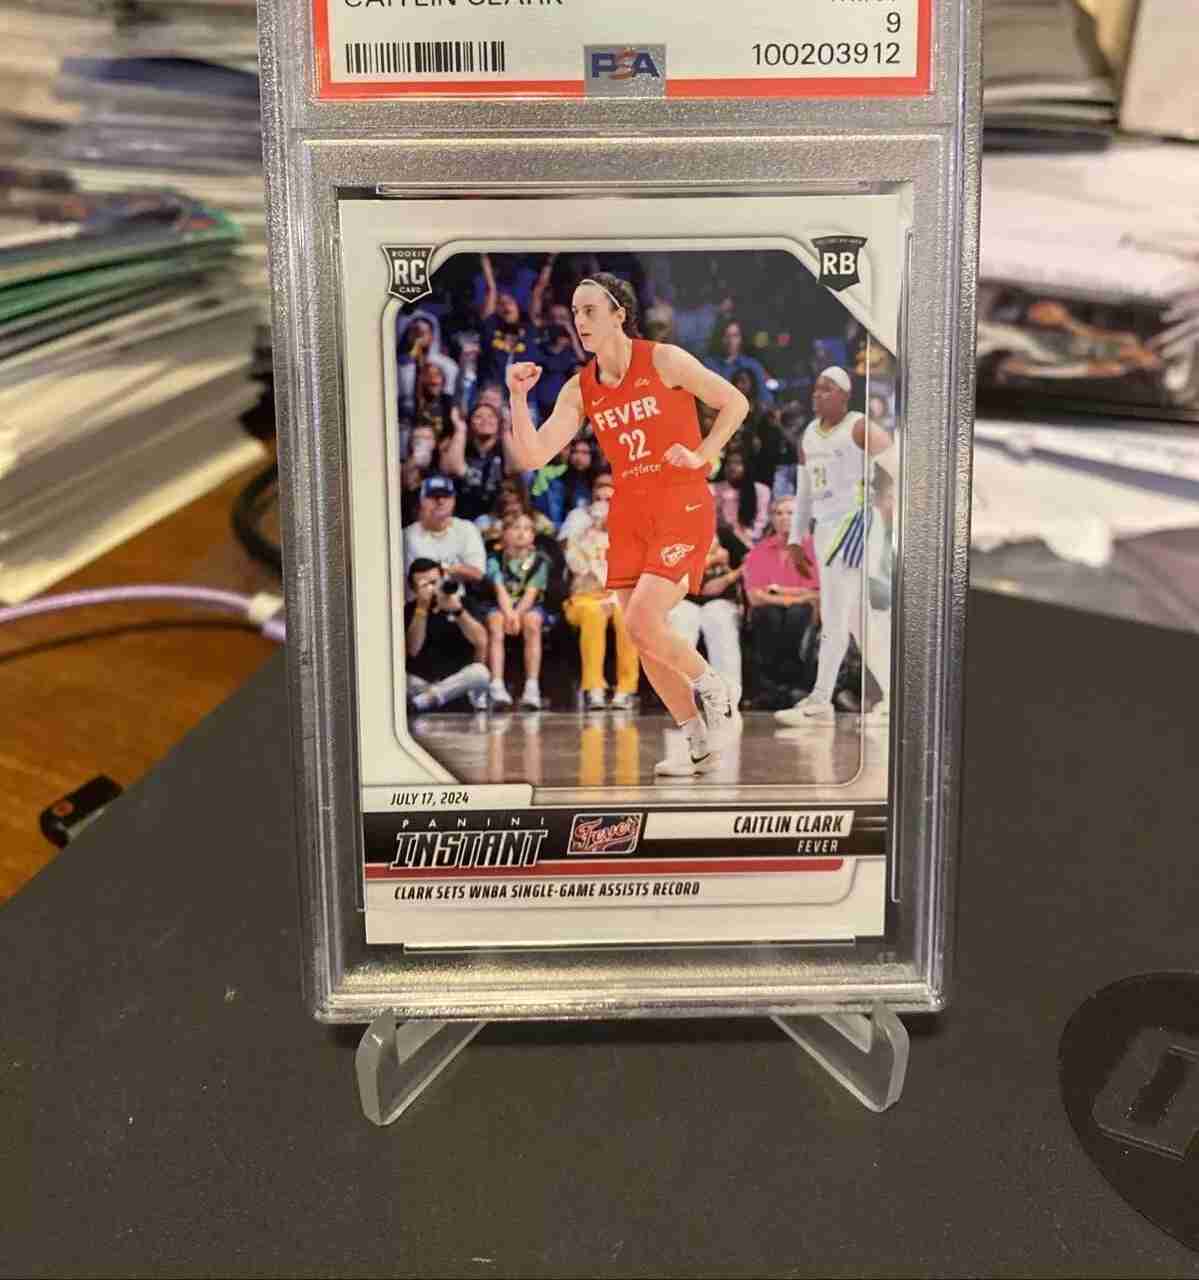 CAITLIN CLARK
9
PSA
100203912
ROOKIE
RC
CARD
RB
FEVER
22
JULY 17, 2024
PANINI
INSTANT
Fever
CAITLIN CLARK
FEVER
CLARK SETS WNBA SINGLE-GAME ASSISTS RECORD